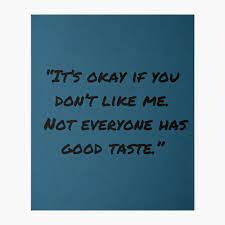 "It's okay if you
don't like me.
Not everyone has
good taste."